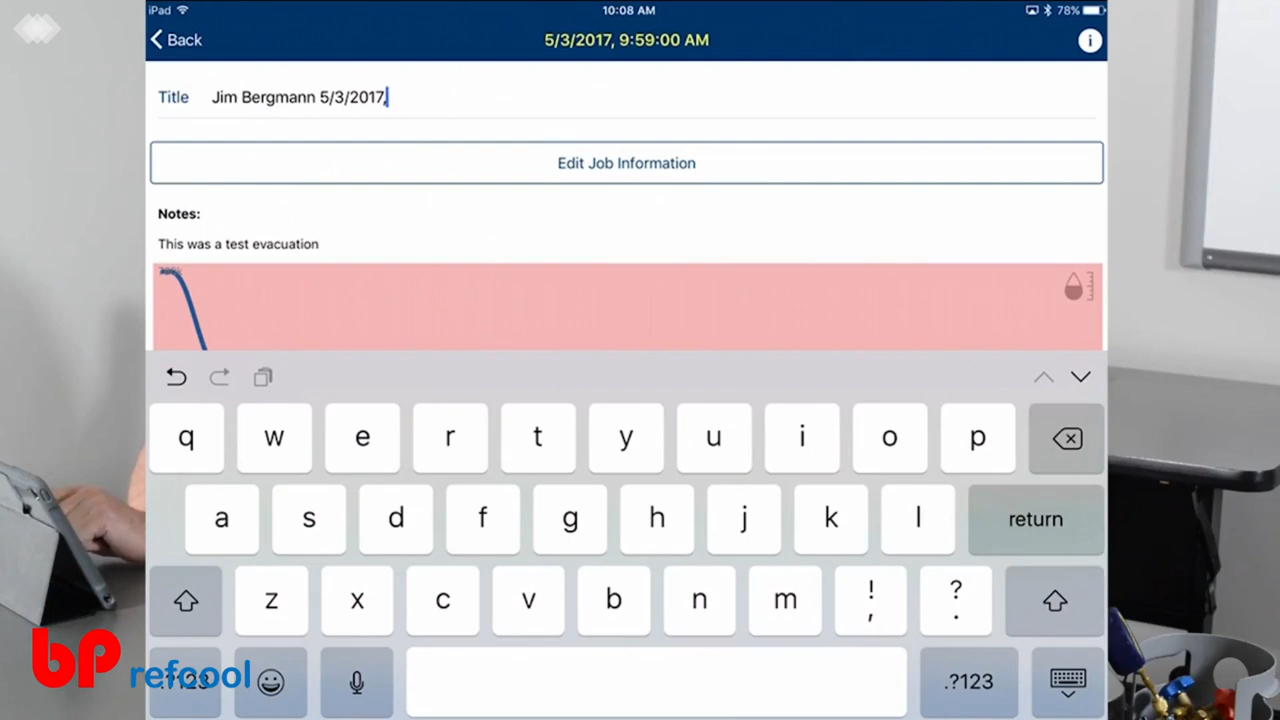 iPad 10:08 AM 78%
Back 5/3/2017, 9:59:00 AM i
Title Jim Bergmann 5/3/2017,
Edit Job Information
Notes:
This was a test evacuation
q w e r t y u i o p
a s d f g h j k l return
z x c v b n m ! , ? .
.?123 .?123
bp refcool